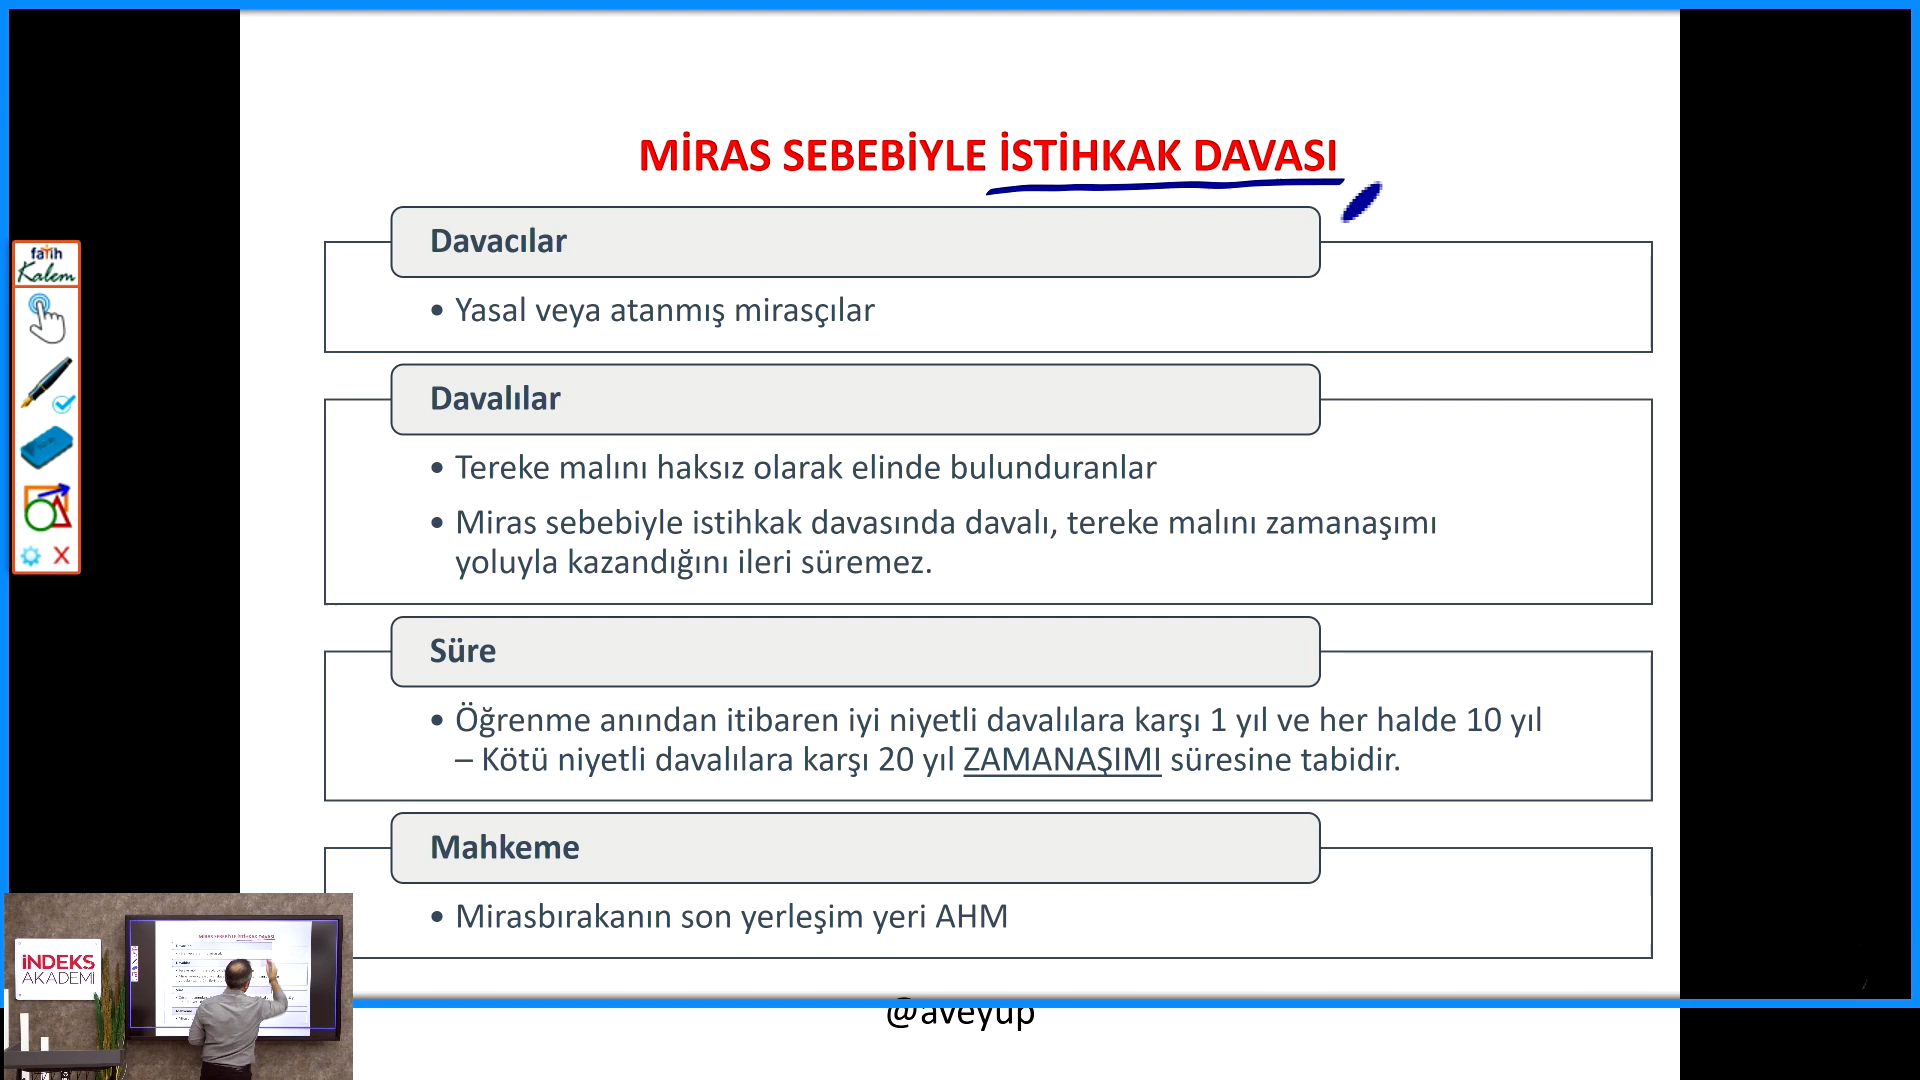 MİRAS SEBEBİYLE İSTİHKAK DAVASI
Davacılar
• Yasal veya atanmış mirasçılar
Davalılar
• Tereke malını haksız olarak elinde bulunduranlar
• Miras sebebiyle istihkak davasında davalı, tereke malını zamanaşımı
yoluyla kazandığını ileri süremez.
Süre
• Öğrenme anından itibaren iyi niyetli davalılara karşı 1 yıl ve her halde 10 yıl
– Kötü niyetli davalılara karşı 20 yıl ZAMANAŞIMI süresine tabidir.
Mahkeme
• Mirasbırakanın son yerleşim yeri AHM
@aveyup
fatih
Kalem
İNDEKS
AKADEMİ